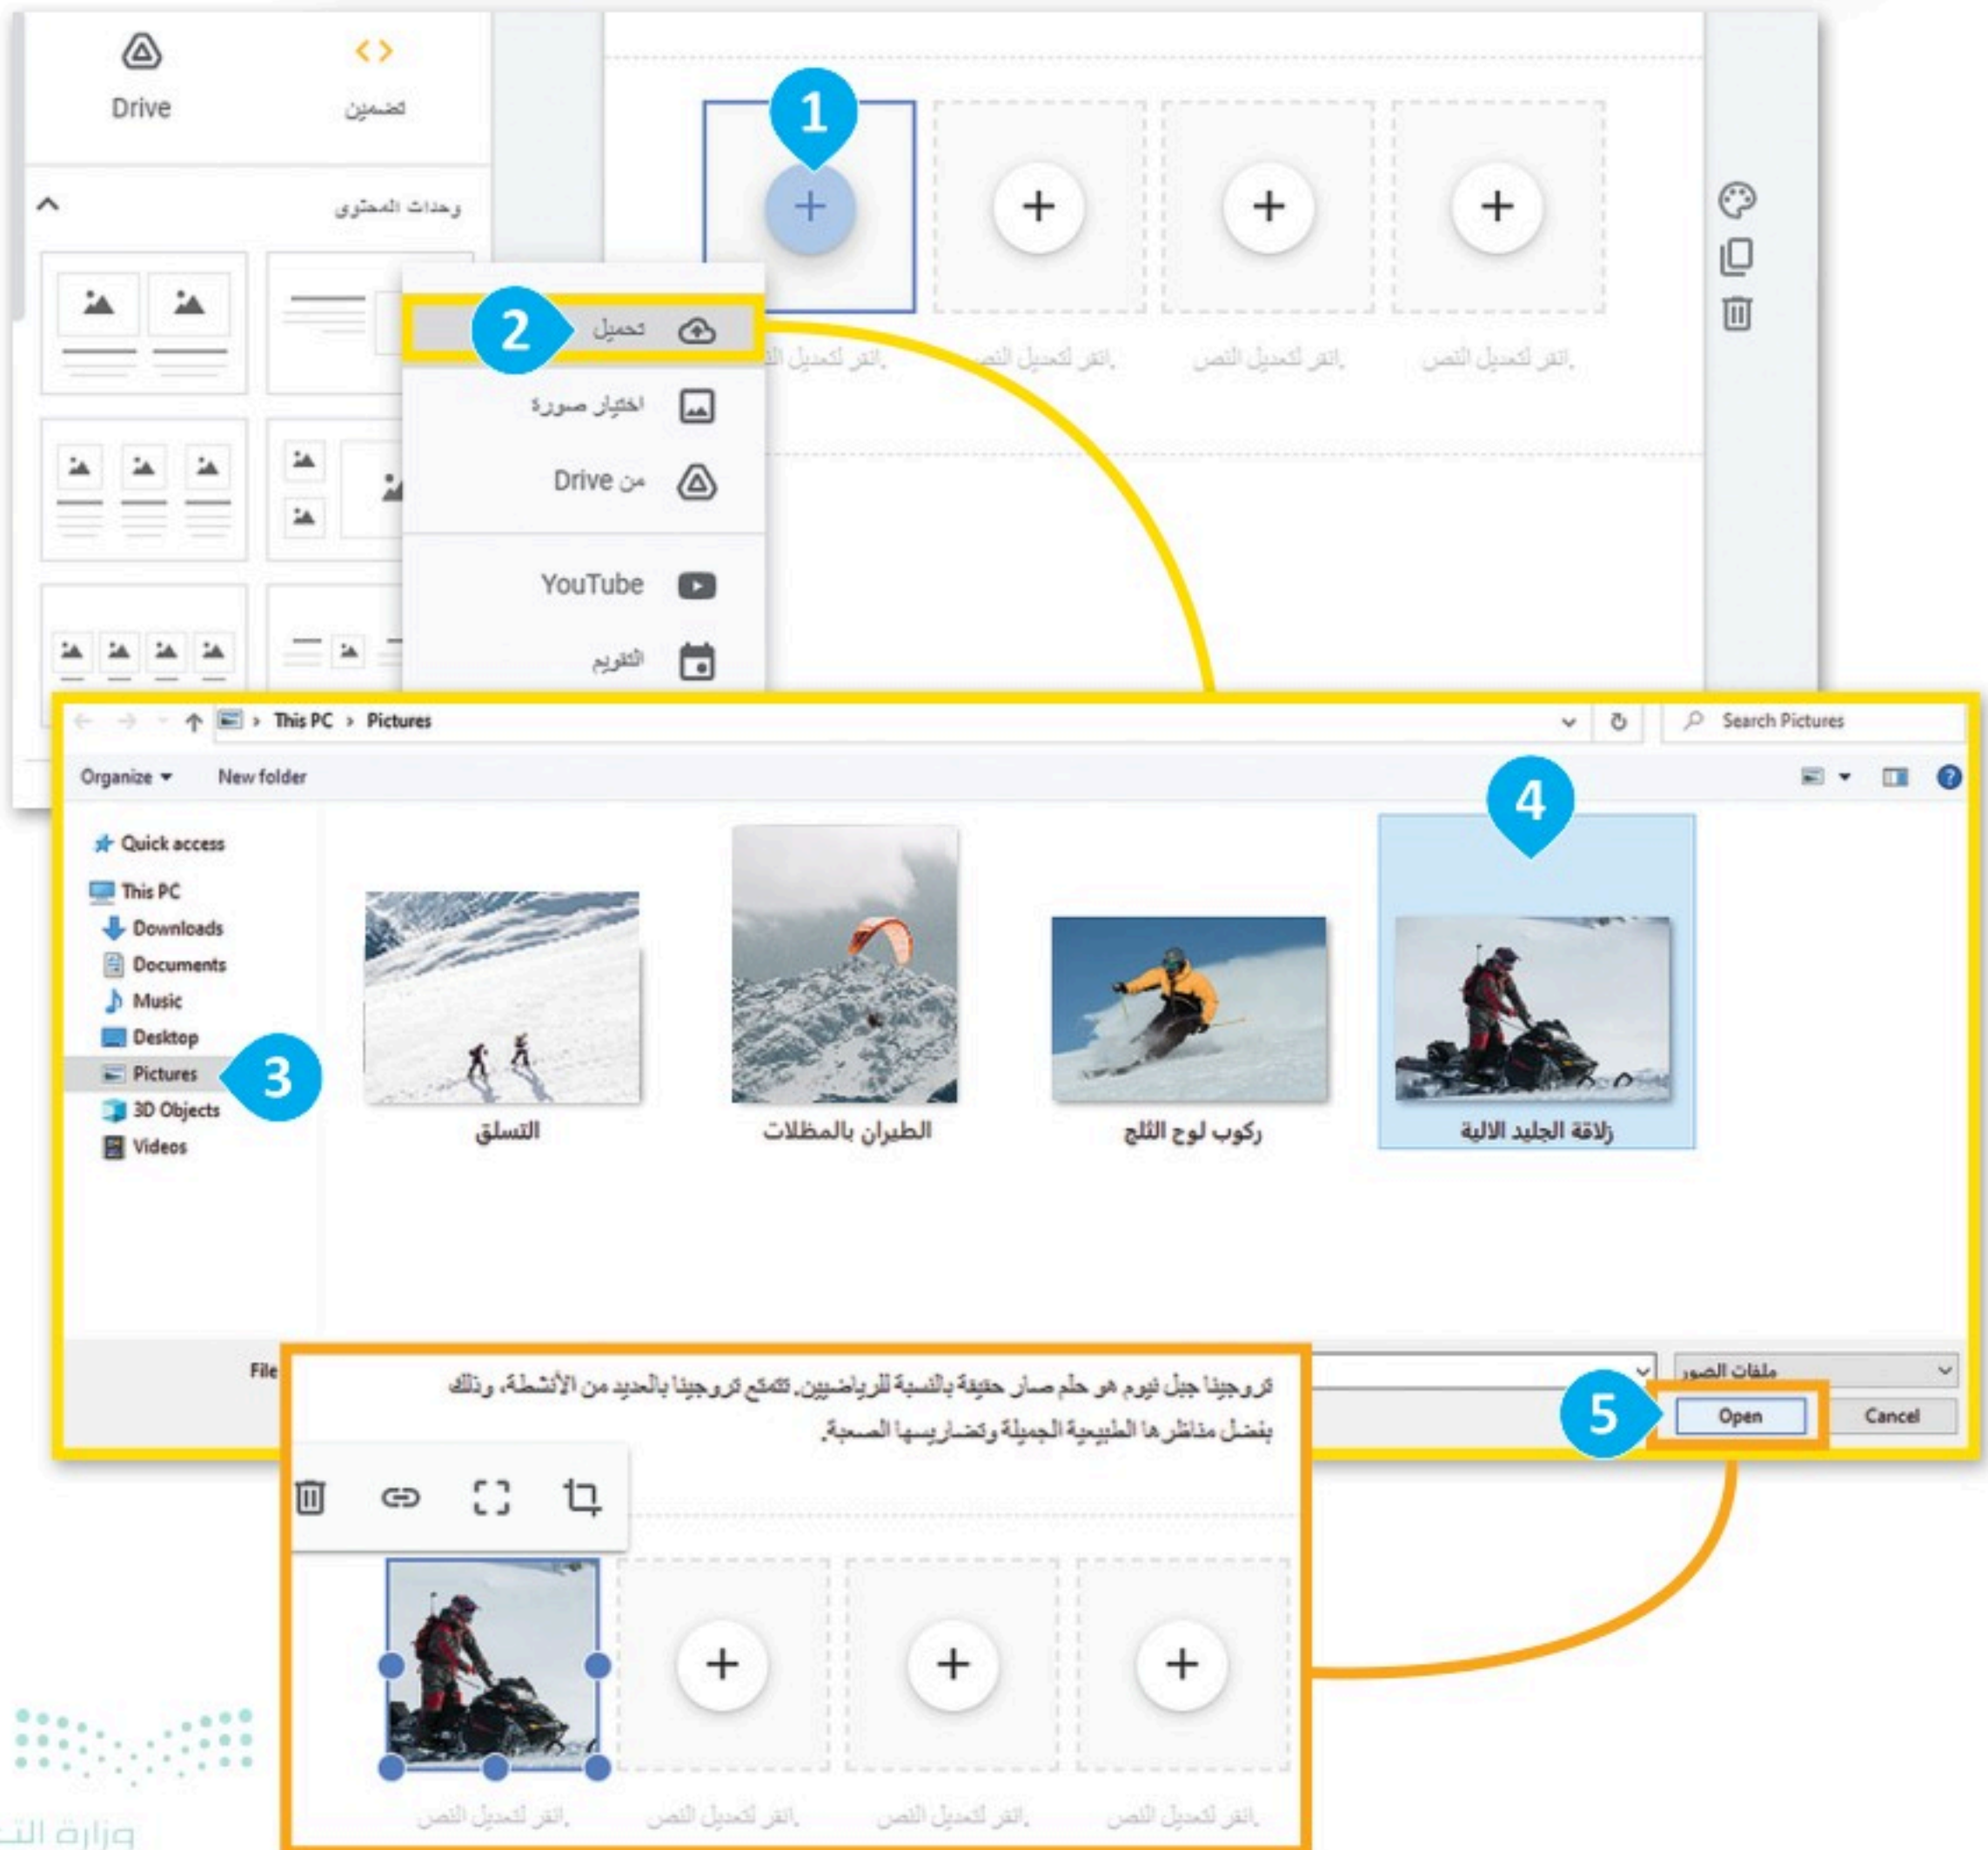 Drive
تضمين
وحدات المحتوى
1
2
تحميل
اختيار صورة
من Drive
YouTube
التقويم
انقر لتعديل
انقر لتعديل النص.
انقر لتعديل النص.
انقر لتعديل النص.
This PC > Pictures
Search Pictures
Organize
New folder
4
Quick access
This PC
Downloads
Documents
Music
Desktop
Pictures
3
3D Objects
Videos
التسلق
الطيران بالمظلات
ركوب لوح الثلج
زلاقة الجليد الالية
File
ملفات الصور
5
Open
Cancel
تروجينا جبل نيوم هو حلم صار حقيقة بالنسبة للرياضيين. تتمتع تروجينا بالعديد من الأنشطة، وذلك
بفضل مناظرها الطبيعية الجميلة وتضاريسها الصعبة.
انقر لتعديل النص.
انقر لتعديل النص.
انقر لتعديل النص.
انقر لتعديل النص.
وزارة